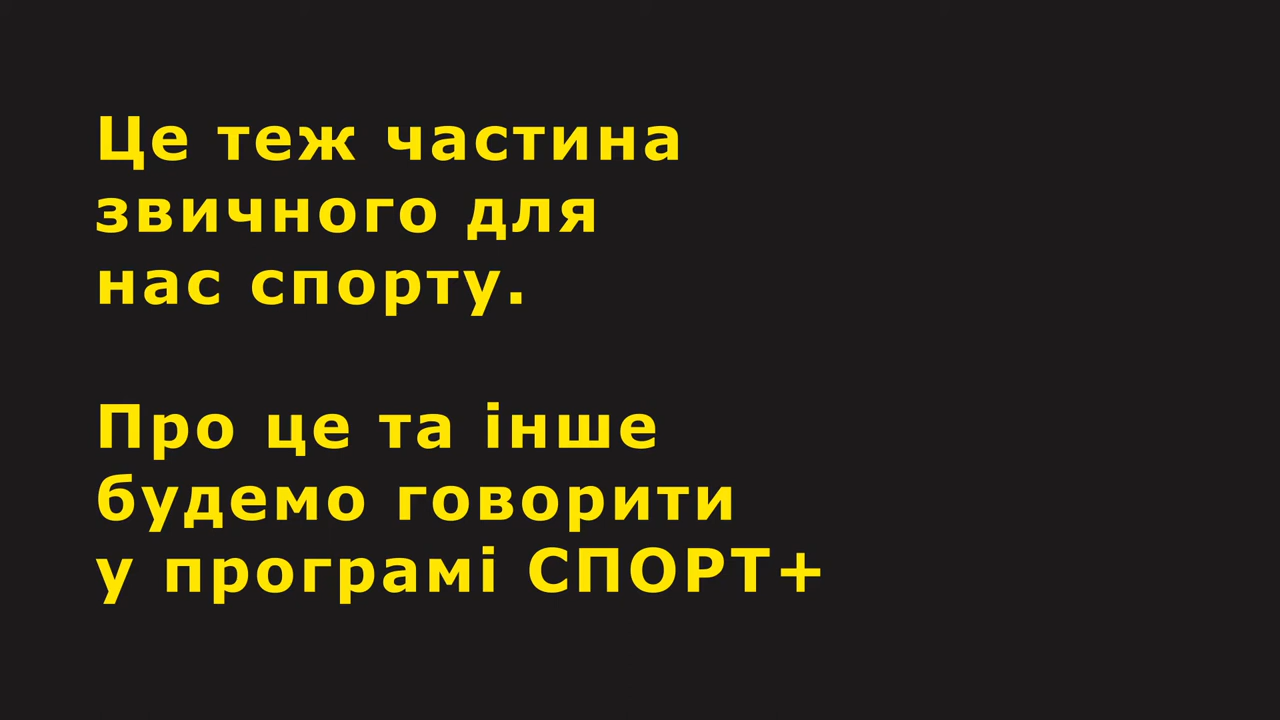 Це теж частина
звичного для
нас спорту.
Про це та інше
будемо говорити
у програмі СПОРТ+